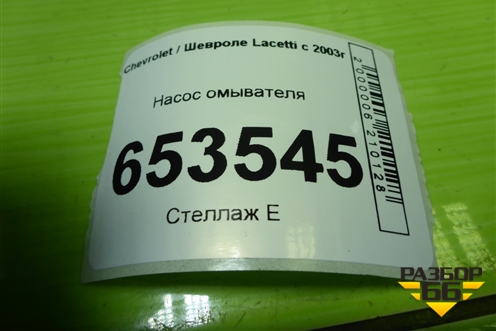 Chevrolet / Шевроле Lacetti с 2003г
Насос омывателя
653545
Стеллаж Е
2000006210128
РАЗБОР
66